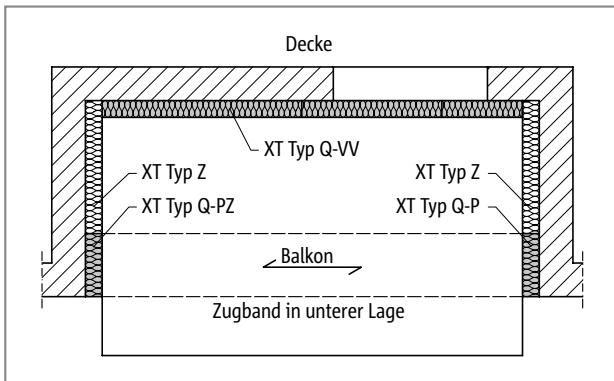 Decke
XT Typ Q-VV
XT Typ Z
XT Typ Z
XT Typ Q-PZ
XT Typ Q-P
Balkon
Zugband in unterer Lage